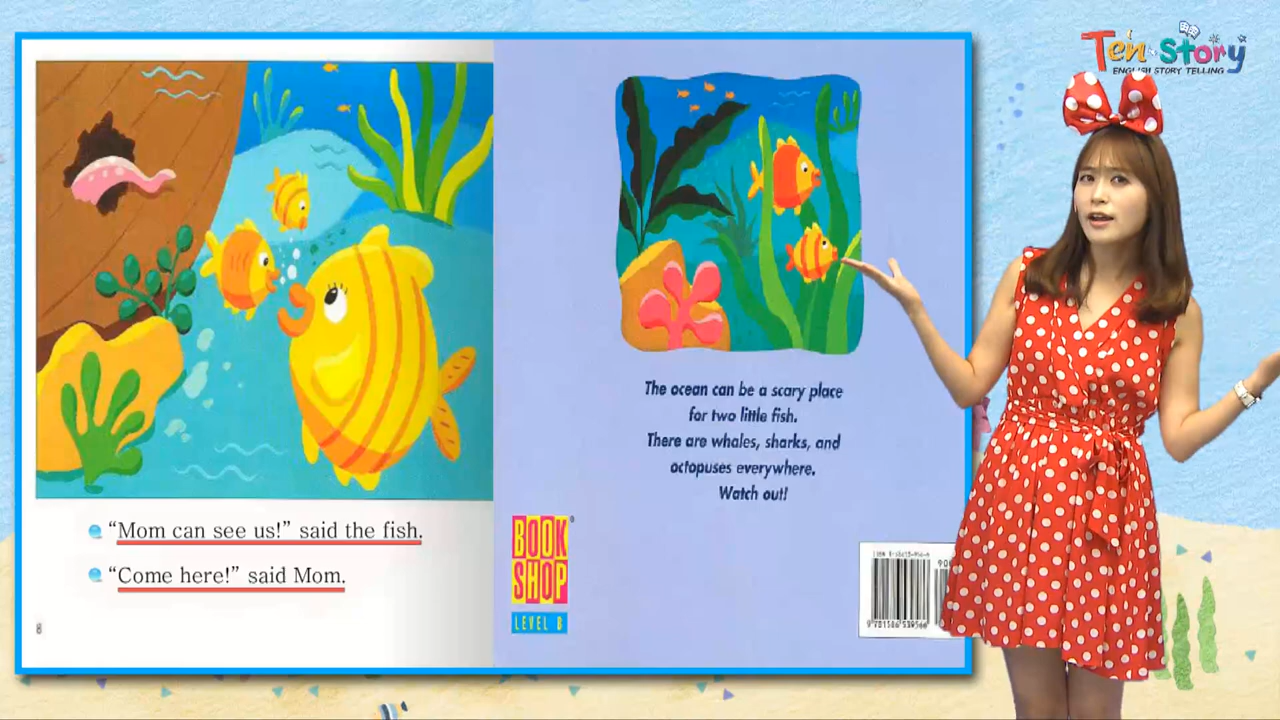 Ten Story
ENGLISH STORY TELLING
“Mom can see us!” said the fish.
“Come here!” said Mom.
8
The ocean can be a scary place
for two little fish.
There are whales, sharks, and
octopuses everywhere.
Watch out!
BOOK
SHOP
®
LEVEL B